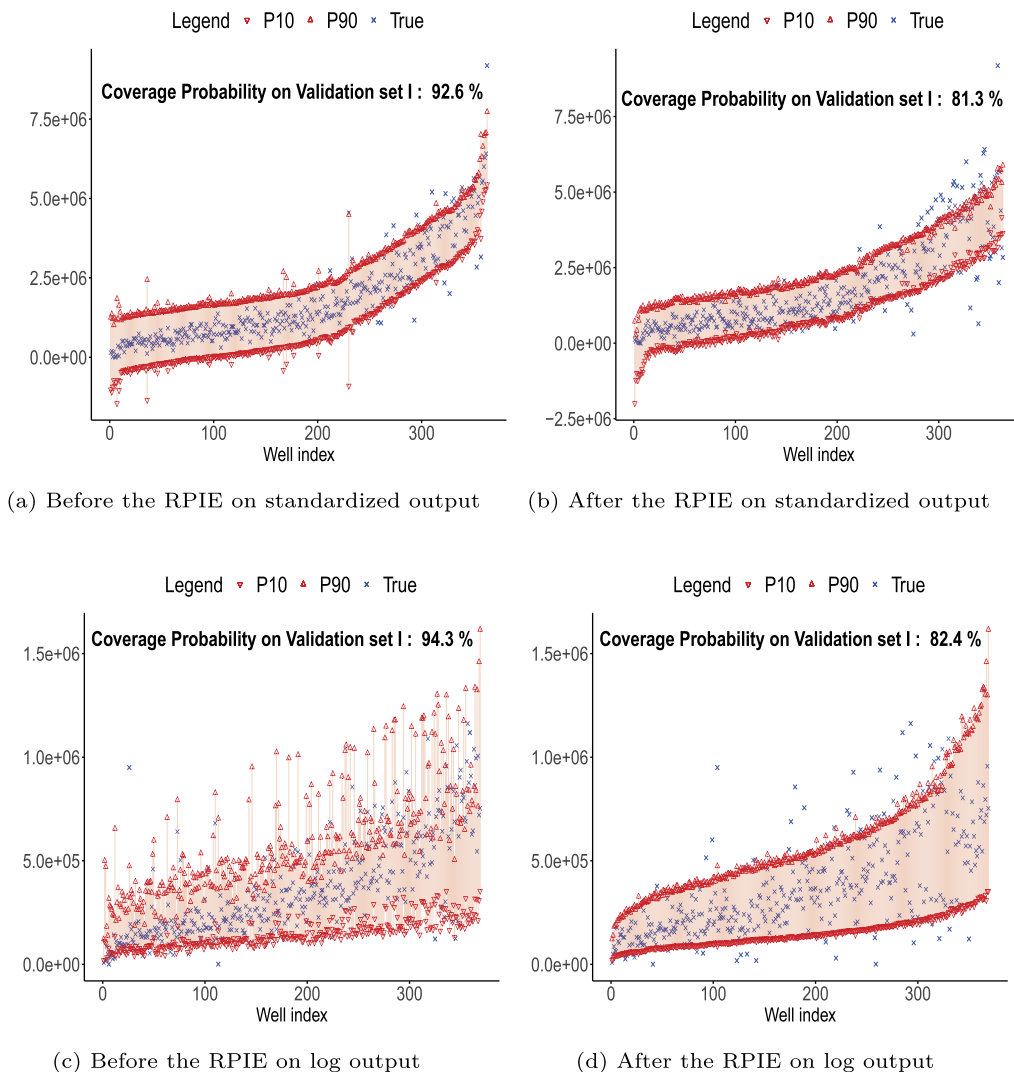 Legend P10 P90 True
Coverage Probability on Validation set I : 92.6 %
7.5e+06
5.0e+06
2.5e+06
0.0e+00
0 100 200 300
Well index
(a) Before the RPIE on standardized output
Legend P10 P90 True
Coverage Probability on Validation set I : 81.3 %
7.5e+06
5.0e+06
2.5e+06
0.0e+00
−2.5e+06
0 100 200 300
Well index
(b) After the RPIE on standardized output
Legend P10 P90 True
Coverage Probability on Validation set I : 94.3 %
1.5e+06
1.0e+06
5.0e+05
0.0e+00
0 100 200 300
Well index
(c) Before the RPIE on log output
Legend P10 P90 True
Coverage Probability on Validation set I : 82.4 %
1.5e+06
1.0e+06
5.0e+05
0.0e+00
0 100 200 300
Well index
(d) After the RPIE on log output